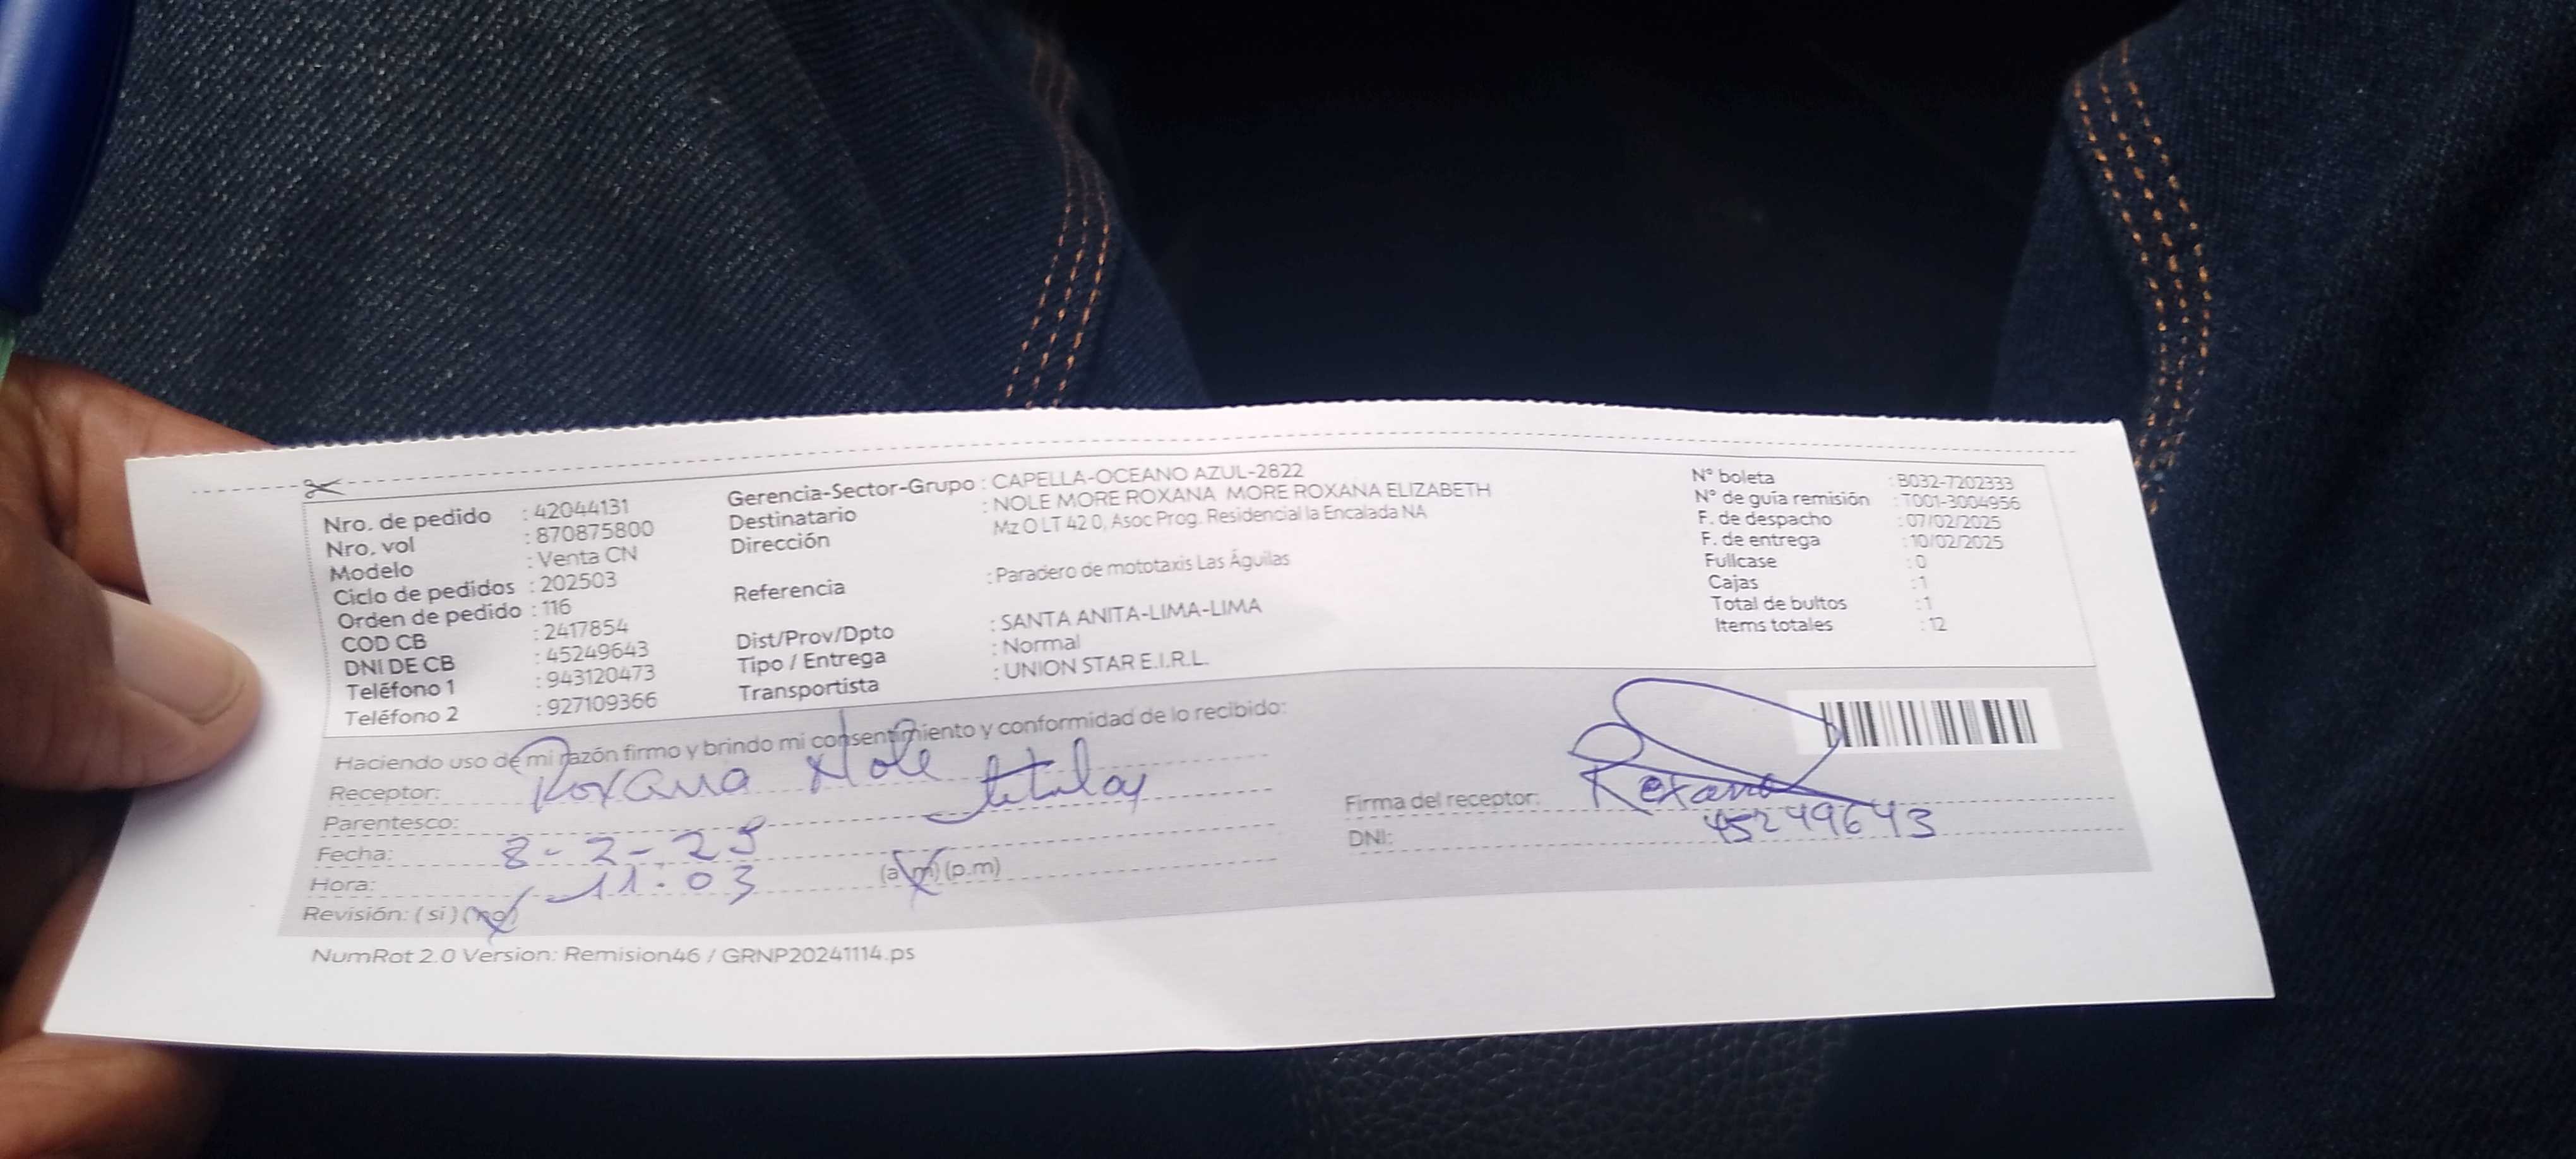 Nro. de pedido : 42044131
Nro. vol : 870875800
Modelo : Venta CN
Ciclo de pedidos : 202503
Orden de pedido : 116
COD CB : 2417854
DNI DE CB : 45249643
Teléfono 1 : 943120473
Teléfono 2 : 927109366
Gerencia-Sector-Grupo : CAPELLA-OCEANO AZUL-2822
Destinatario : NOLE MORE ROXANA MORE ROXANA ELIZABETH
Dirección Mz O LT 42 0, Asoc Prog. Residencial la Encalada NA
Referencia : Paradero de mototaxis Las Águilas
Dist/Prov/Dpto : SANTA ANITA-LIMA-LIMA
Tipo / Entrega : Normal
Transportista : UNION STAR E.I.R.L.
N° boleta : B032-7202333
N° de guía remisión : T001-3004956
F. de despacho : 07/02/2025
F. de entrega : 10/02/2025
Fullcase : 0
Cajas : 1
Total de bultos : 1
Items totales : 12
Haciendo uso de mi razón firmo y brindo mi consentimiento y conformidad de lo recibido:
Receptor: Roxana Nole
Parentesco: titular
Fecha: 8-2-25
Hora: 11:03 (a.m) (p.m)
Revisión: (si) (no)
Firma del receptor: Roxana
DNI: 45249643
NumRot 2.0 Version: Remision46 / GRNP20241114.ps